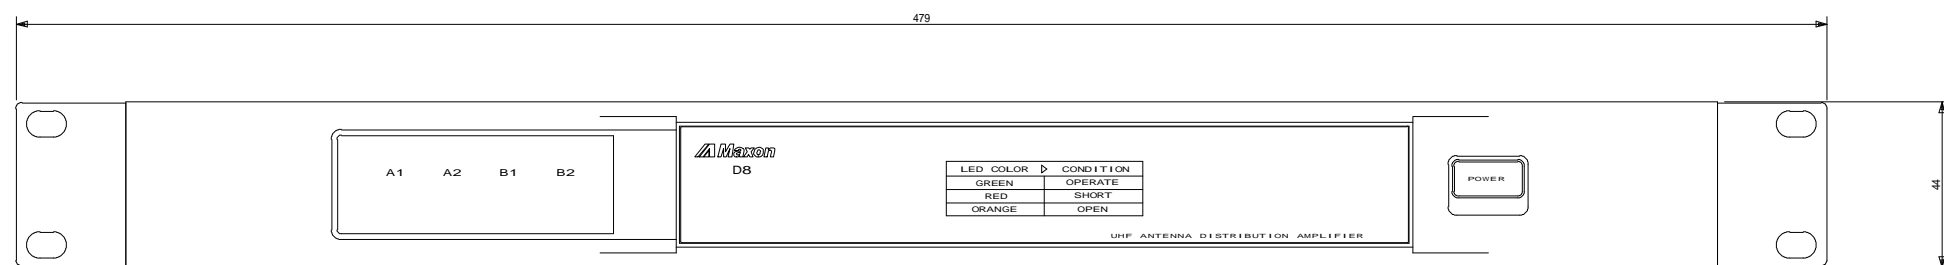 479
Maxon
D8
A1 A2 B1 B2
LED COLOR ▷ CONDITION
GREEN OPERATE
RED SHORT
ORANGE OPEN
POWER
44
UHF ANTENNA DISTRIBUTION AMPLIFIER